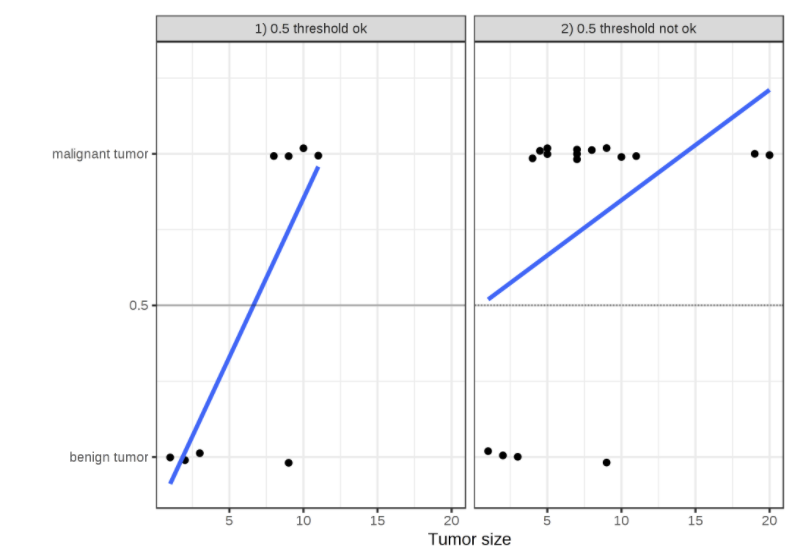 1) 0.5 threshold ok
2) 0.5 threshold not ok
malignant tumor
0.5
benign tumor
5 10 15 20
5 10 15 20
Tumor size